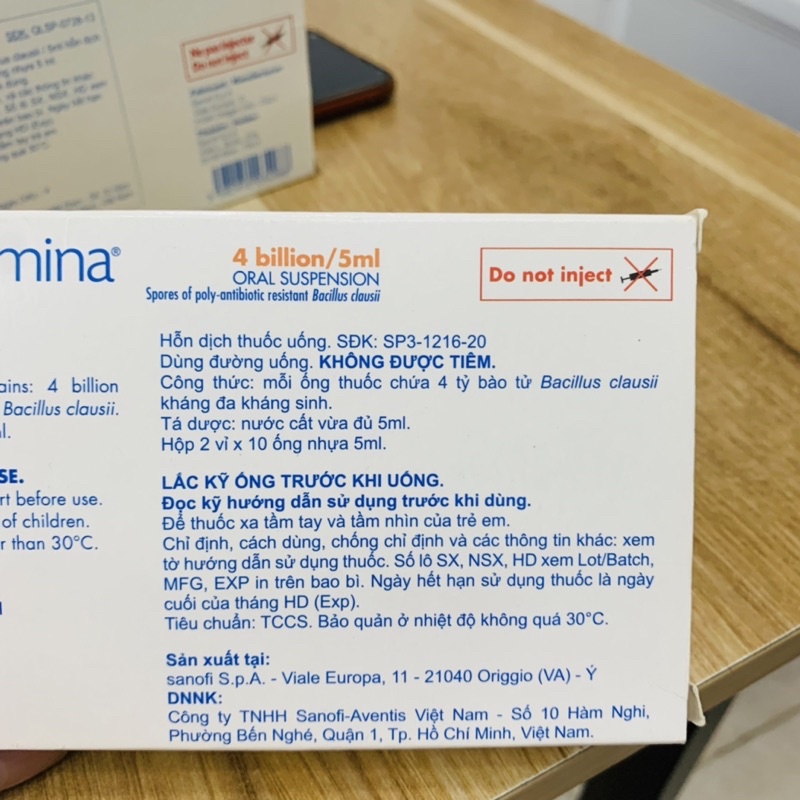 SĐK: QLSP-0728-13
Do not inject
mina®
4 billion/5ml
ORAL SUSPENSION
Spores of poly-antibiotic resistant Bacillus clausii
Do not inject
ains: 4 billion
Bacillus clausii.
l.
SE.
rt before use.
of children.
r than 30°C.
Hỗn dịch thuốc uống. SĐK: SP3-1216-20
Dùng đường uống. KHÔNG ĐƯỢC TIÊM.
Công thức: mỗi ống thuốc chứa 4 tỷ bào tử Bacillus clausii
kháng đa kháng sinh.
Tá dược: nước cất vừa đủ 5ml.
Hộp 2 vỉ x 10 ống nhựa 5ml.
LẮC KỸ ỐNG TRƯỚC KHI UỐNG.
Đọc kỹ hướng dẫn sử dụng trước khi dùng.
Để thuốc xa tầm tay và tầm nhìn của trẻ em.
Chỉ định, cách dùng, chống chỉ định và các thông tin khác: xem
tờ hướng dẫn sử dụng thuốc. Số lô SX, NSX, HD xem Lot/Batch,
MFG, EXP in trên bao bì. Ngày hết hạn sử dụng thuốc là ngày
cuối của tháng HD (Exp).
Tiêu chuẩn: TCCS. Bảo quản ở nhiệt độ không quá 30°C.
Sản xuất tại:
sanofi S.p.A. - Viale Europa, 11 - 21040 Origgio (VA) - Ý
DNNK:
Công ty TNHH Sanofi-Aventis Việt Nam - Số 10 Hàm Nghi,
Phường Bến Nghé, Quận 1, Tp. Hồ Chí Minh, Việt Nam.